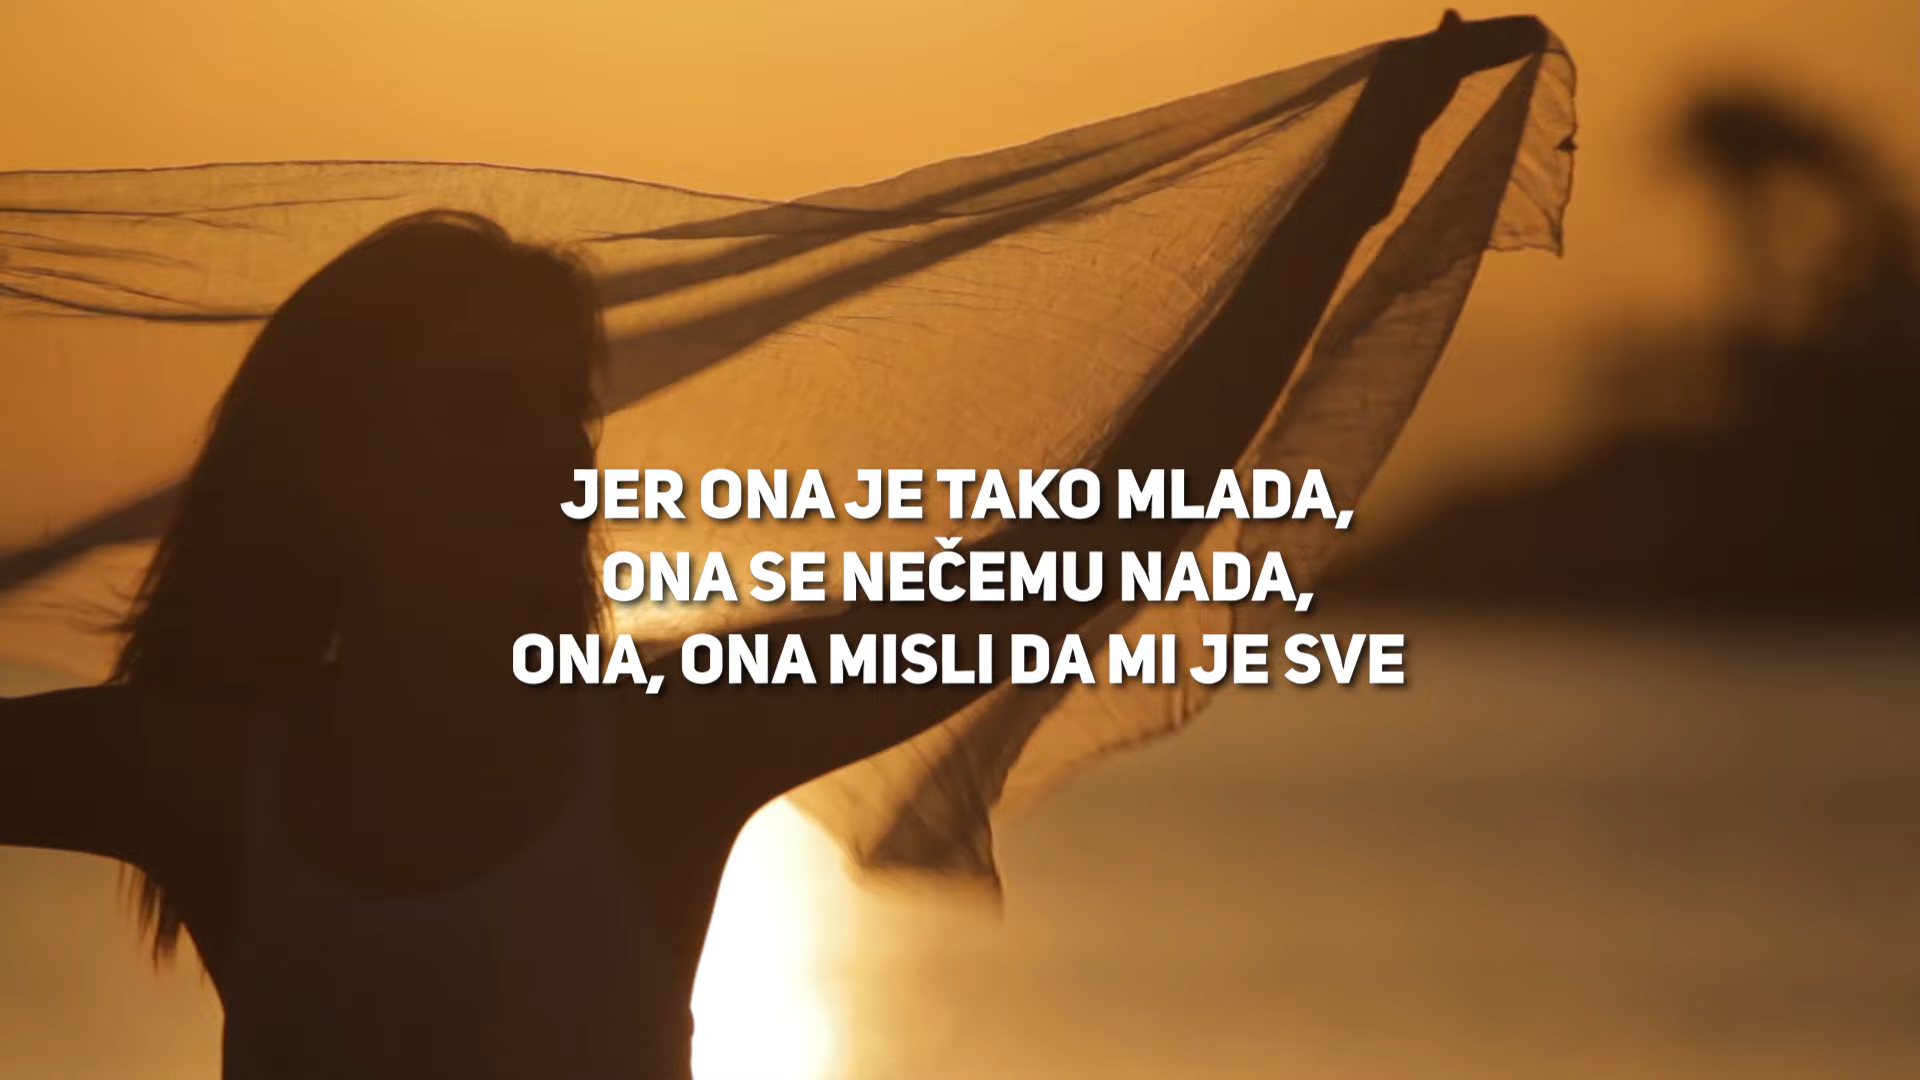 JER ONA JE TAKO MLADA,
ONA SE NEČEMU NADA,
ONA, ONA MISLI DA MI JE SVE